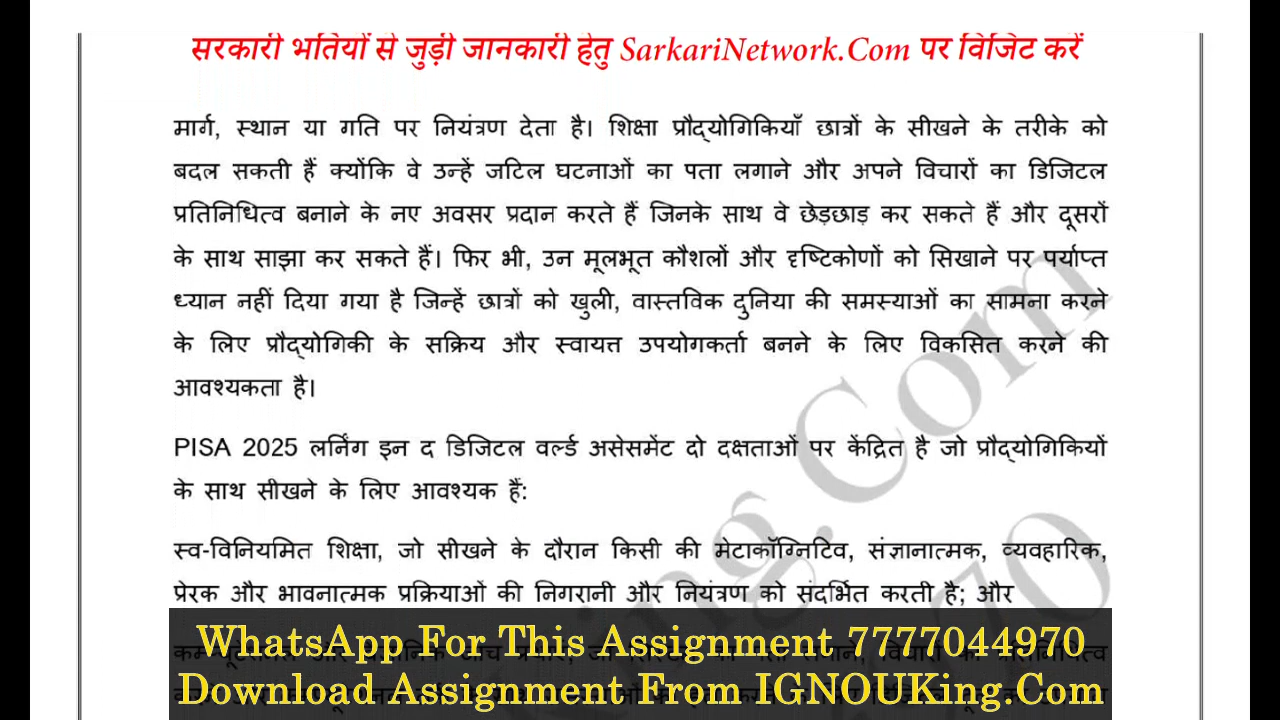 सरकारी भर्तियों से जुड़ी जानकारी हेतु SarkariNetwork.Com पर विजिट करें
मार्ग, स्थान या गति पर नियंत्रण देता है। शिक्षा प्रौद्योगिकियाँ छात्रों के सीखने के तरीके को
बदल सकती हैं क्योंकि वे उन्हें जटिल घटनाओं का पता लगाने और अपने विचारों का डिजिटल
प्रतिनिधित्व बनाने के नए अवसर प्रदान करते हैं जिनके साथ वे छेड़छाड़ कर सकते हैं और दूसरों
के साथ साझा कर सकते हैं। फिर भी, उन मूलभूत कौशलों और दृष्टिकोणों को सिखाने पर पर्याप्त
ध्यान नहीं दिया गया है जिन्हें छात्रों को खुली, वास्तविक दुनिया की समस्याओं का सामना करने
के लिए प्रौद्योगिकी के सक्रिय और स्वायत्त उपयोगकर्ता बनने के लिए विकसित करने की
आवश्यकता है।
PISA 2025 लर्निंग इन द डिजिटल वर्ल्ड असेसमेंट दो दक्षताओं पर केंद्रित है जो प्रौद्योगिकियों
के साथ सीखने के लिए आवश्यक हैं:
स्व-विनियमित शिक्षा, जो सीखने के दौरान किसी की मेटाकॉग्निटिव, संज्ञानात्मक, व्यवहारिक,
प्रेरक और भावनात्मक प्रक्रियाओं की निगरानी और नियंत्रण को संदर्भित करती है; और
WhatsApp For This Assignment 7777044970
Download Assignment From IGNOUKing.Com